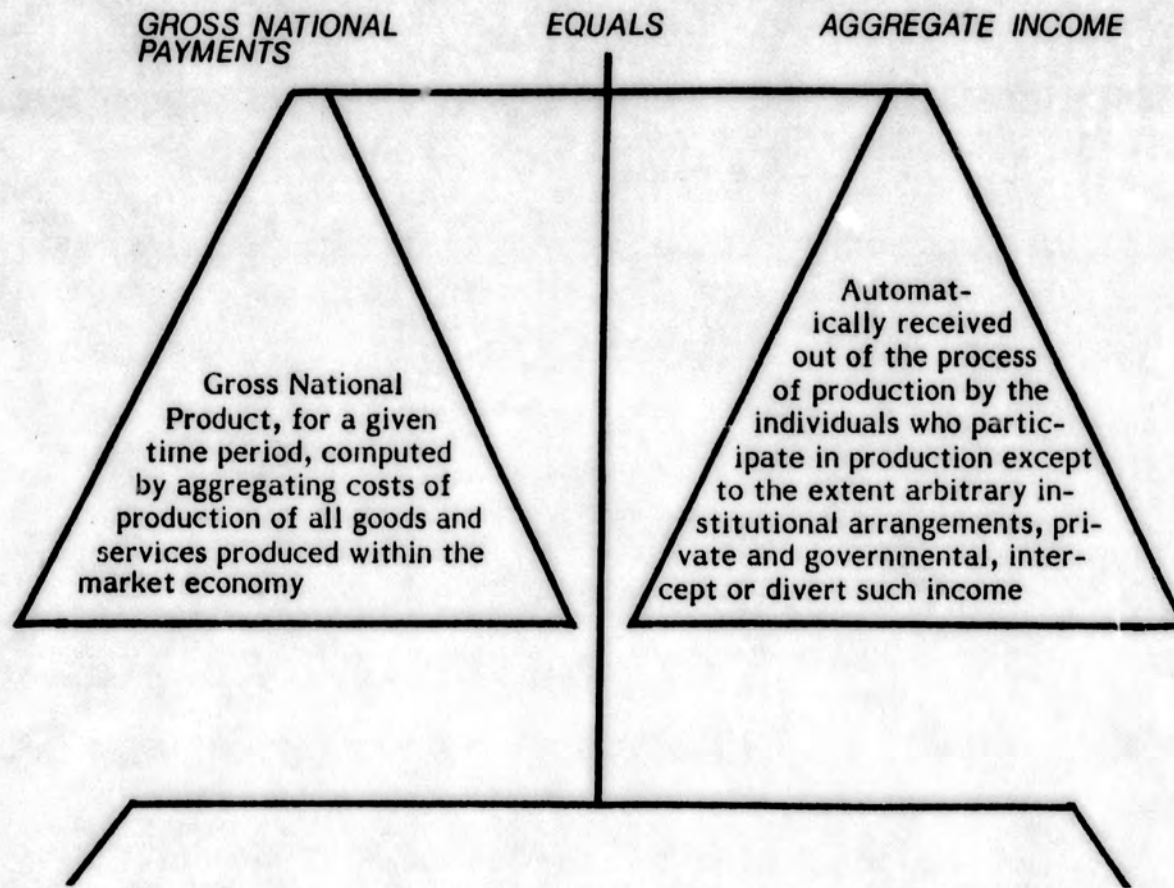 GROSS NATIONAL
PAYMENTS
EQUALS
AGGREGATE INCOME
Gross National
Product, for a given
time period, computed
by aggregating costs of
production of all goods and
services produced within the
market economy
Automat-
ically received
out of the process
of production by the
individuals who partic-
ipate in production except
to the extent arbitrary in-
stitutional arrangements, pri-
vate and governmental, inter-
cept or divert such income